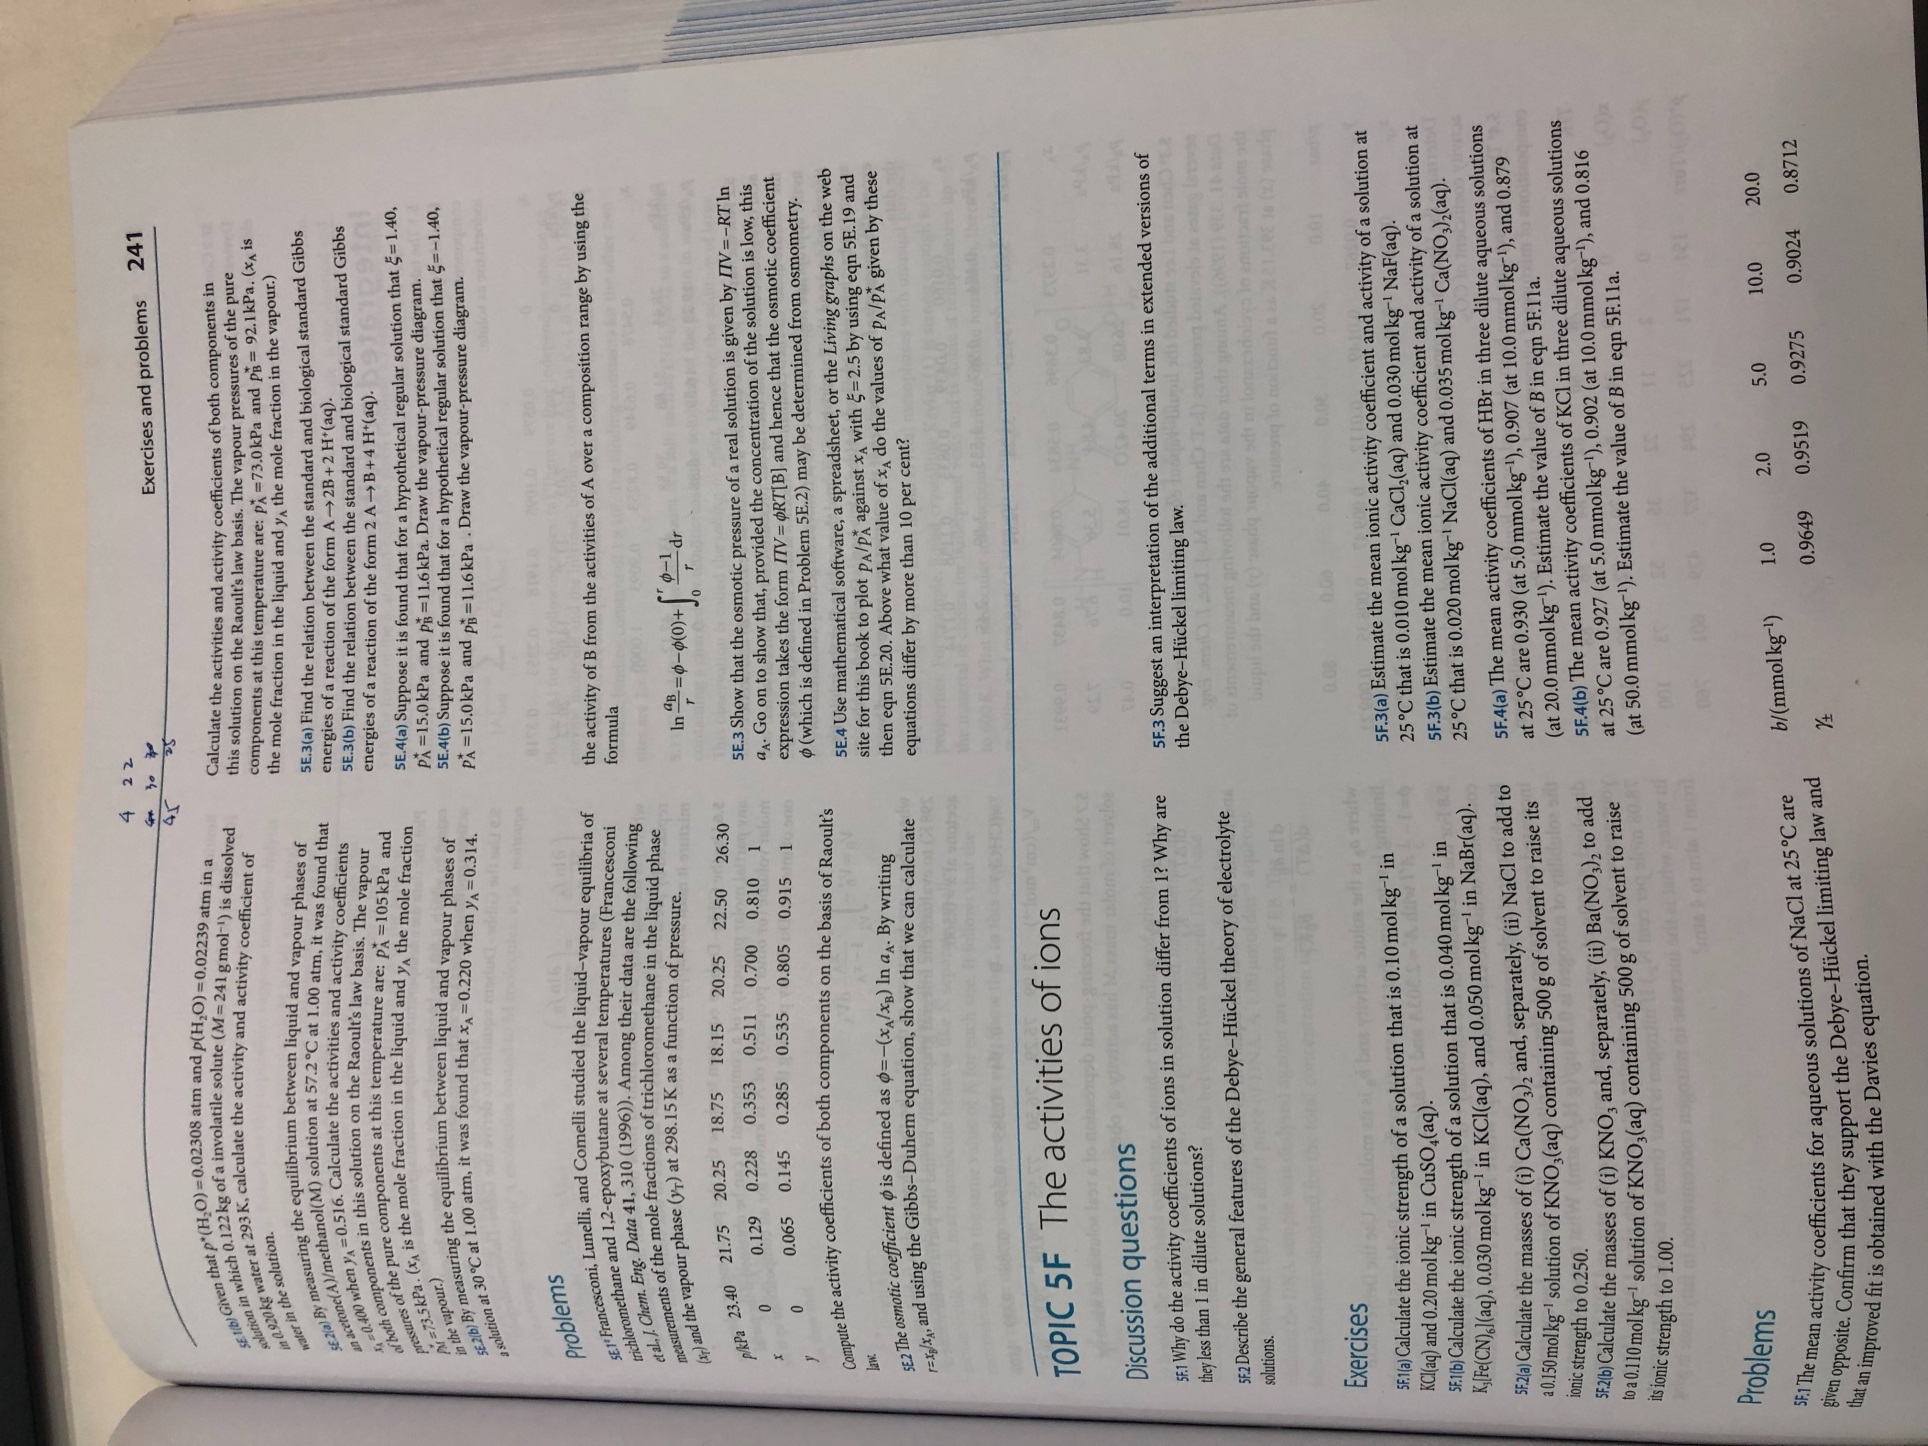 Exercises and problems 241
4 2 2
45
5E.1(b) Given that p*(H₂O)=0.02308 atm and p(H₂O)=0.02239 atm in a
solution in which 0.122 kg of a involatile solute (M=241 g mol⁻¹) is dissolved
in 0.920 kg water at 293 K, calculate the activity and activity coefficient of
water in the solution.
5E.2(a) By measuring the equilibrium between liquid and vapour phases of
an acetone(A)/methanol(M) solution at 57.2 °C at 1.00 atm, it was found that
x_A=0.400 when y_A=0.516. Calculate the activities and activity coefficients
of both components in this solution on the Raoult's law basis. The vapour
pressures of the pure components at this temperature are: p_A*=105 kPa and
p_M*=73.5 kPa. (x_A is the mole fraction in the liquid and y_A the mole fraction
in the vapour.)
5E.2(b) By measuring the equilibrium between liquid and vapour phases of
a solution at 30 °C at 1.00 atm, it was found that x_A=0.220 when y_A=0.314.
Calculate the activities and activity coefficients of both components in
this solution on the Raoult's law basis. The vapour pressures of the pure
components at this temperature are: p_A*=73.0 kPa and p_B*= 92.1 kPa. (x_A is
the mole fraction in the liquid and y_A the mole fraction in the vapour.)
5E.3(a) Find the relation between the standard and biological standard Gibbs
energies of a reaction of the form A→2B+2 H⁺(aq).
5E.3(b) Find the relation between the standard and biological standard Gibbs
energies of a reaction of the form 2 A→B+4 H⁺(aq).
5E.4(a) Suppose it is found that for a hypothetical regular solution that ξ=1.40,
p_A*=15.0 kPa and p_B*=11.6 kPa. Draw the vapour-pressure diagram.
5E.4(b) Suppose it is found that for a hypothetical regular solution that ξ=−1.40,
p_A*=15.0 kPa and p_B*=11.6 kPa . Draw the vapour-pressure diagram.
Problems
5E.1† Francesconi, Lunelli, and Comelli studied the liquid–vapour equilibria of
trichloromethane and 1,2-epoxybutane at several temperatures (Francesconi
et al., J. Chem. Eng. Data 41, 310 (1996)). Among their data are the following
measurements of the mole fractions of trichloromethane in the liquid phase
(x_T) and the vapour phase (y_T) at 298.15 K as a function of pressure.
p/kPa 23.40 21.75 20.25 18.75 18.15 20.25 22.50 26.30
x 0 0.129 0.228 0.353 0.511 0.700 0.810 1
y 0 0.065 0.145 0.285 0.535 0.805 0.915 1
Compute the activity coefficients of both components on the basis of Raoult's
law.
5E.2 The osmotic coefficient ϕ is defined as ϕ=−(x_A/x_B) ln a_A. By writing
r=x_B/x_A, and using the Gibbs–Duhem equation, show that we can calculate
the activity of B from the activities of A over a composition range by using the
formula
ln a_B/r = ϕ−ϕ(0)+∫₀^r (ϕ−1)/r dr
5E.3 Show that the osmotic pressure of a real solution is given by ΠV=−RT ln
a_A. Go on to show that, provided the concentration of the solution is low, this
expression takes the form ΠV=ϕRT[B] and hence that the osmotic coefficient
ϕ (which is defined in Problem 5E.2) may be determined from osmometry.
5E.4 Use mathematical software, a spreadsheet, or the Living graphs on the web
site for this book to plot p_A/p_A* against x_A with ξ=2.5 by using eqn 5E.19 and
then eqn 5E.20. Above what value of x_A do the values of p_A/p_A* given by these
equations differ by more than 10 per cent?
TOPIC 5F The activities of ions
Discussion questions
5F.1 Why do the activity coefficients of ions in solution differ from 1? Why are
they less than 1 in dilute solutions?
5F.2 Describe the general features of the Debye–Hückel theory of electrolyte
solutions.
5F.3 Suggest an interpretation of the additional terms in extended versions of
the Debye–Hückel limiting law.
Exercises
5F.1(a) Calculate the ionic strength of a solution that is 0.10 mol kg⁻¹ in
KCl(aq) and 0.20 mol kg⁻¹ in CuSO₄(aq).
5F.1(b) Calculate the ionic strength of a solution that is 0.040 mol kg⁻¹ in
K₃[Fe(CN)₆](aq), 0.030 mol kg⁻¹ in KCl(aq), and 0.050 mol kg⁻¹ in NaBr(aq).
5F.2(a) Calculate the masses of (i) Ca(NO₃)₂ and, separately, (ii) NaCl to add to
a 0.150 mol kg⁻¹ solution of KNO₃(aq) containing 500 g of solvent to raise its
ionic strength to 0.250.
5F.2(b) Calculate the masses of (i) KNO₃ and, separately, (ii) Ba(NO₃)₂ to add
to a 0.110 mol kg⁻¹ solution of KNO₃(aq) containing 500 g of solvent to raise
its ionic strength to 1.00.
5F.3(a) Estimate the mean ionic activity coefficient and activity of a solution at
25 °C that is 0.010 mol kg⁻¹ CaCl₂(aq) and 0.030 mol kg⁻¹ NaF(aq).
5F.3(b) Estimate the mean ionic activity coefficient and activity of a solution at
25 °C that is 0.020 mol kg⁻¹ NaCl(aq) and 0.035 mol kg⁻¹ Ca(NO₃)₂(aq).
5F.4(a) The mean activity coefficients of HBr in three dilute aqueous solutions
at 25 °C are 0.930 (at 5.0 mmol kg⁻¹), 0.907 (at 10.0 mmol kg⁻¹), and 0.879
(at 20.0 mmol kg⁻¹). Estimate the value of B in eqn 5F.11a.
5F.4(b) The mean activity coefficients of KCl in three dilute aqueous solutions
at 25 °C are 0.927 (at 5.0 mmol kg⁻¹), 0.902 (at 10.0 mmol kg⁻¹), and 0.816
(at 50.0 mmol kg⁻¹). Estimate the value of B in eqn 5F.11a.
Problems
5F.1 The mean activity coefficients for aqueous solutions of NaCl at 25 °C are
given opposite. Confirm that they support the Debye–Hückel limiting law and
that an improved fit is obtained with the Davies equation.
b/(mmol kg⁻¹) 1.0 2.0 5.0 10.0 20.0
γ± 0.9649 0.9519 0.9275 0.9024 0.8712